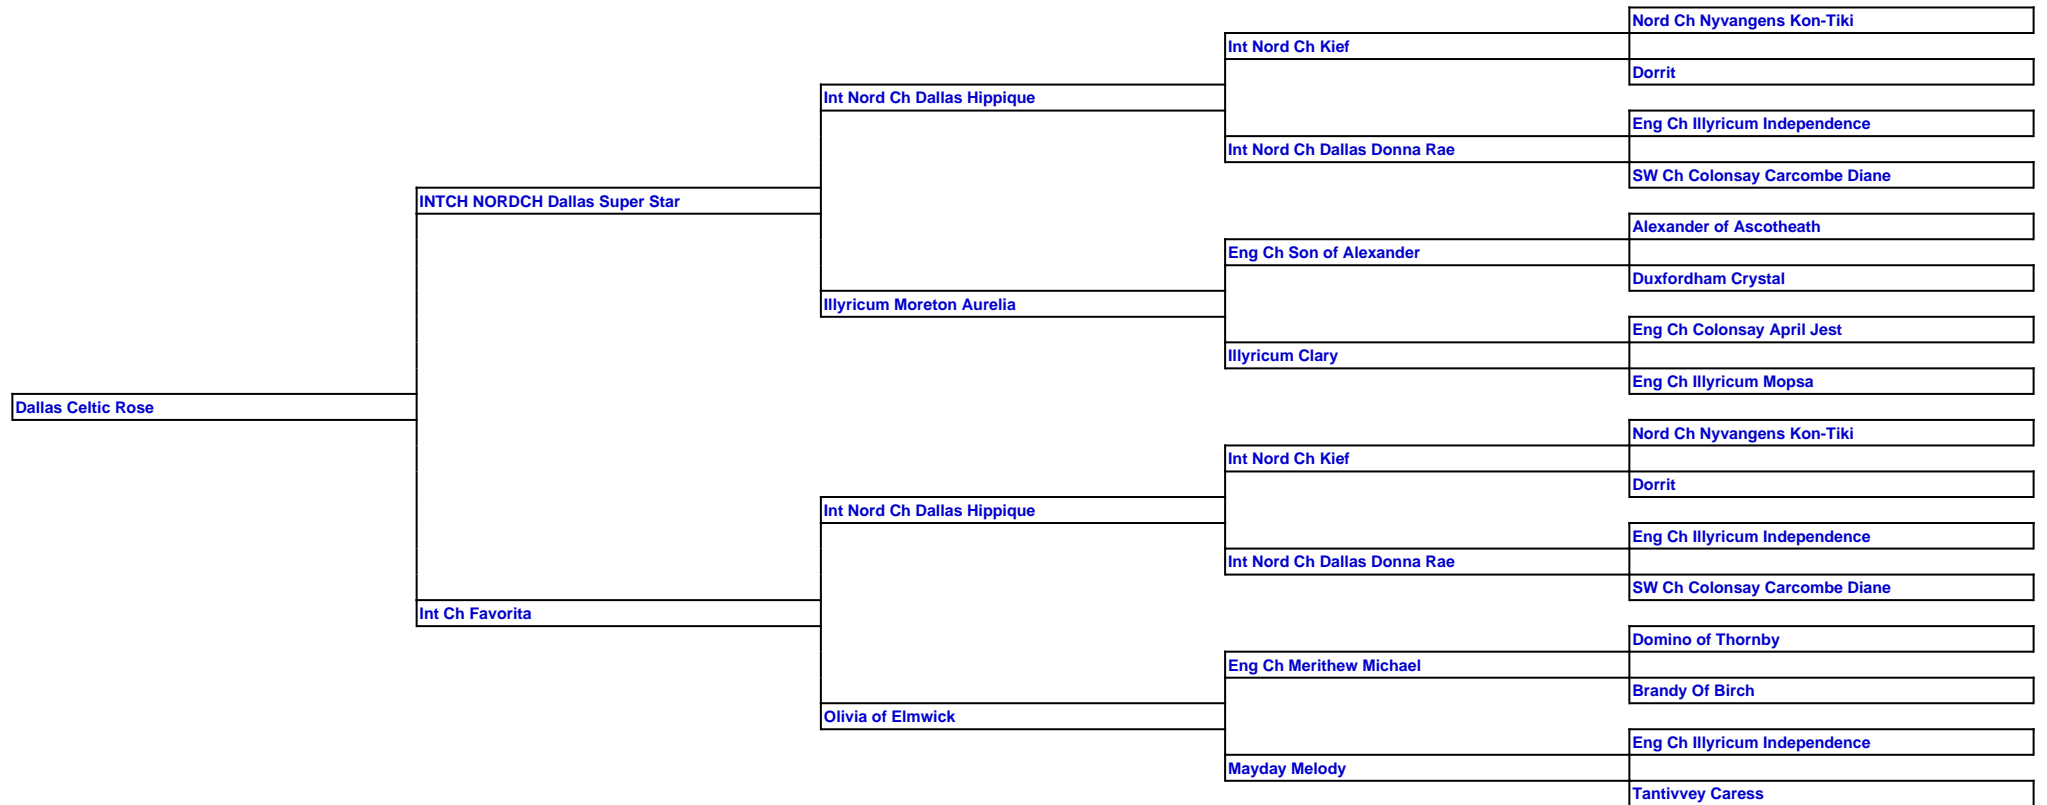 Nord Ch Nyvangens Kon-Tiki
Int Nord Ch Kief
Dorrit
Int Nord Ch Dallas Hippique
Eng Ch Illyricum Independence
Int Nord Ch Dallas Donna Rae
SW Ch Colonsay Carcombe Diane
INTCH NORDCH Dallas Super Star
Alexander of Ascotheath
Eng Ch Son of Alexander
Duxfordham Crystal
Illyricum Moreton Aurelia
Eng Ch Colonsay April Jest
Illyricum Clary
Eng Ch Illyricum Mopsa
Dallas Celtic Rose
Nord Ch Nyvangens Kon-Tiki
Int Nord Ch Kief
Dorrit
Int Nord Ch Dallas Hippique
Eng Ch Illyricum Independence
Int Nord Ch Dallas Donna Rae
SW Ch Colonsay Carcombe Diane
Int Ch Favorita
Domino of Thornby
Eng Ch Merithew Michael
Brandy Of Birch
Olivia of Elmwick
Eng Ch Illyricum Independence
Mayday Melody
Tantivvey Caress